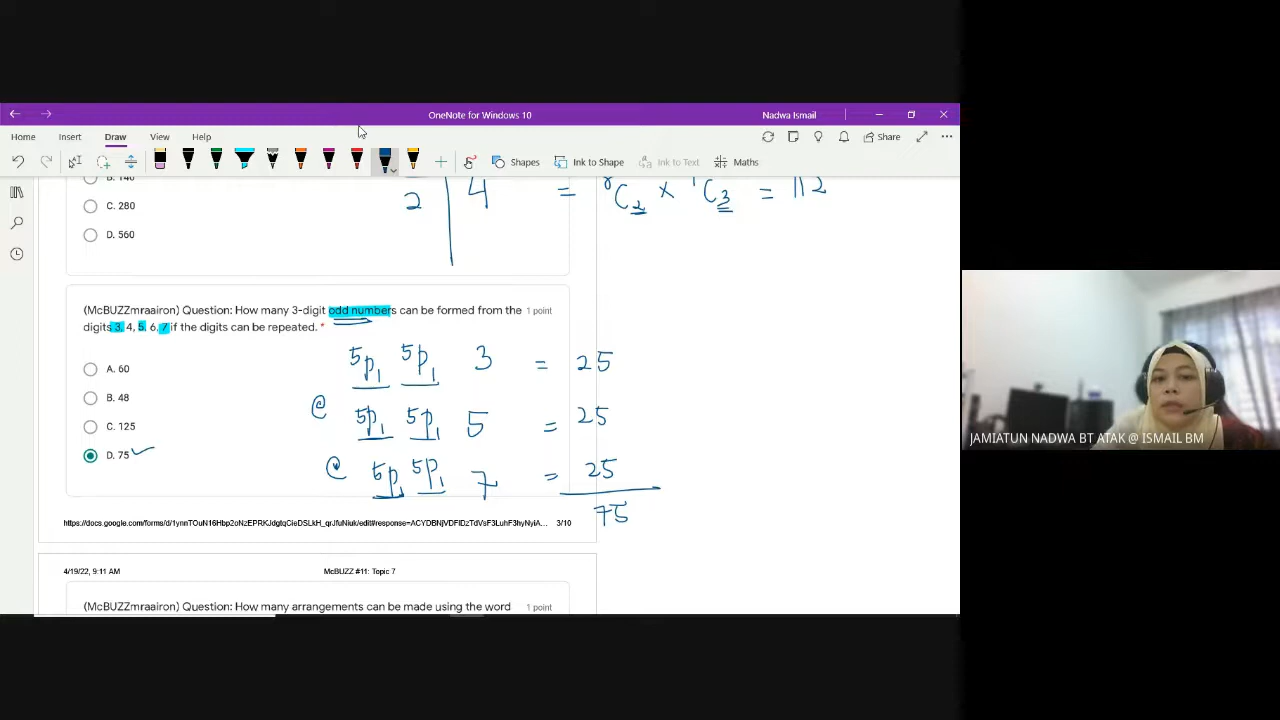 OneNote for Windows 10
Nadwa Ismail
Home Insert Draw View Help
Share
Shapes Ink to Shape Ink to Text Maths
B. 140
C. 280
D. 560
2 4 = C2 x C3 = 112
(McBUZZmraairon) Question: How many 3-digit odd numbers can be formed from the 1 point
digits 3, 4, 5, 6, 7 if the digits can be repeated. *
A. 60
B. 48
C. 125
D. 75
5P1 5P1 3 = 25
@ 5P1 5P1 5 = 25
@ 5P1 5P1 7 = 25
75
3/10
4/19/22, 9:11 AM McBUZZ #11: Topic 7
(McBUZZmraairon) Question: How many arrangements can be made using the word 1 point
JAMIATUN NADWA BT ATAK @ ISMAIL BM